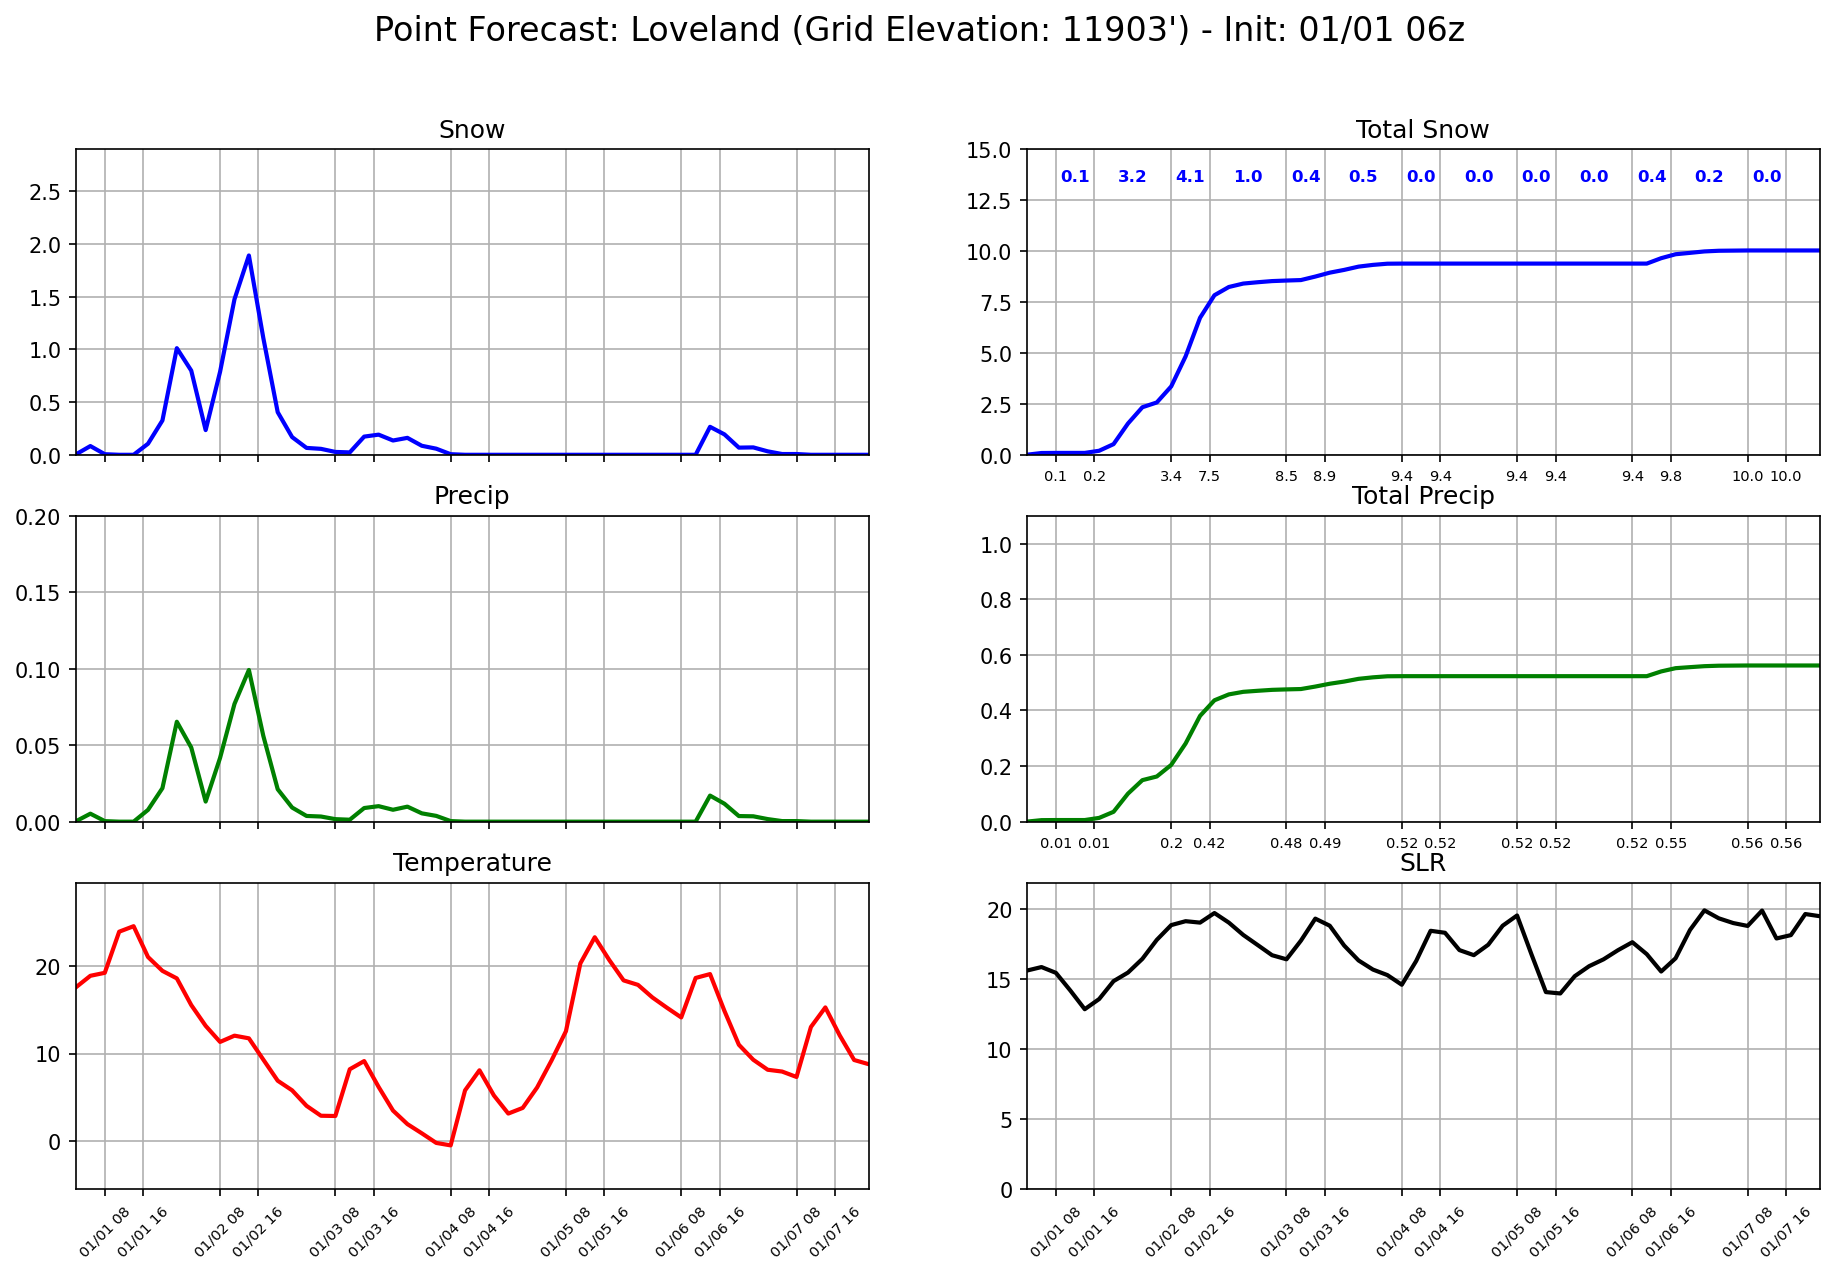 Point Forecast: Loveland (Grid Elevation: 11903') - Init: 01/01 06z
Snow
2.5
2.0
1.5
1.0
0.5
0.0
Total Snow
15.0
12.5
10.0
7.5
5.0
2.5
0.0
0.1 3.2 4.1 1.0 0.4 0.5 0.0 0.0 0.0 0.0 0.4 0.2 0.0
0.1 0.2 3.4 7.5 8.5 8.9 9.4 9.4 9.4 9.4 9.4 9.8 10.0 10.0
Precip
0.20
0.15
0.10
0.05
0.00
Total Precip
1.0
0.8
0.6
0.4
0.2
0.0
0.01 0.01 0.2 0.42 0.48 0.49 0.52 0.52 0.52 0.52 0.52 0.55 0.56 0.56
Temperature
20
10
0
01/01 08 01/01 16 01/02 08 01/02 16 01/03 08 01/03 16 01/04 08 01/04 16 01/05 08 01/05 16 01/06 08 01/06 16 01/07 08 01/07 16
SLR
20
15
10
5
0
01/01 08 01/01 16 01/02 08 01/02 16 01/03 08 01/03 16 01/04 08 01/04 16 01/05 08 01/05 16 01/06 08 01/06 16 01/07 08 01/07 16